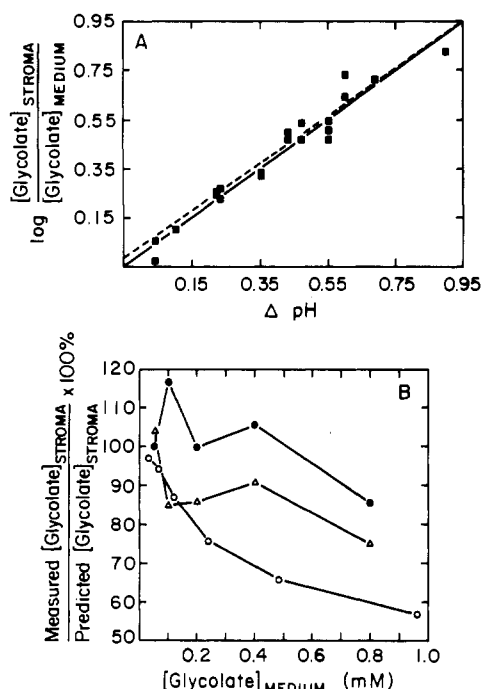 A
log [Glycolate]STROMA
[Glycolate]MEDIUM
0.95
0.75
0.55
0.35
0.15
0.15 0.35 0.55 0.75 0.95
Δ pH
B
Measured [Glycolate]STROMA x 100%
Predicted [Glycolate]STROMA
120
110
100
90
80
70
60
50
0.2 0.4 0.6 0.8 1.0
[Glycolate]MEDIUM (mM)